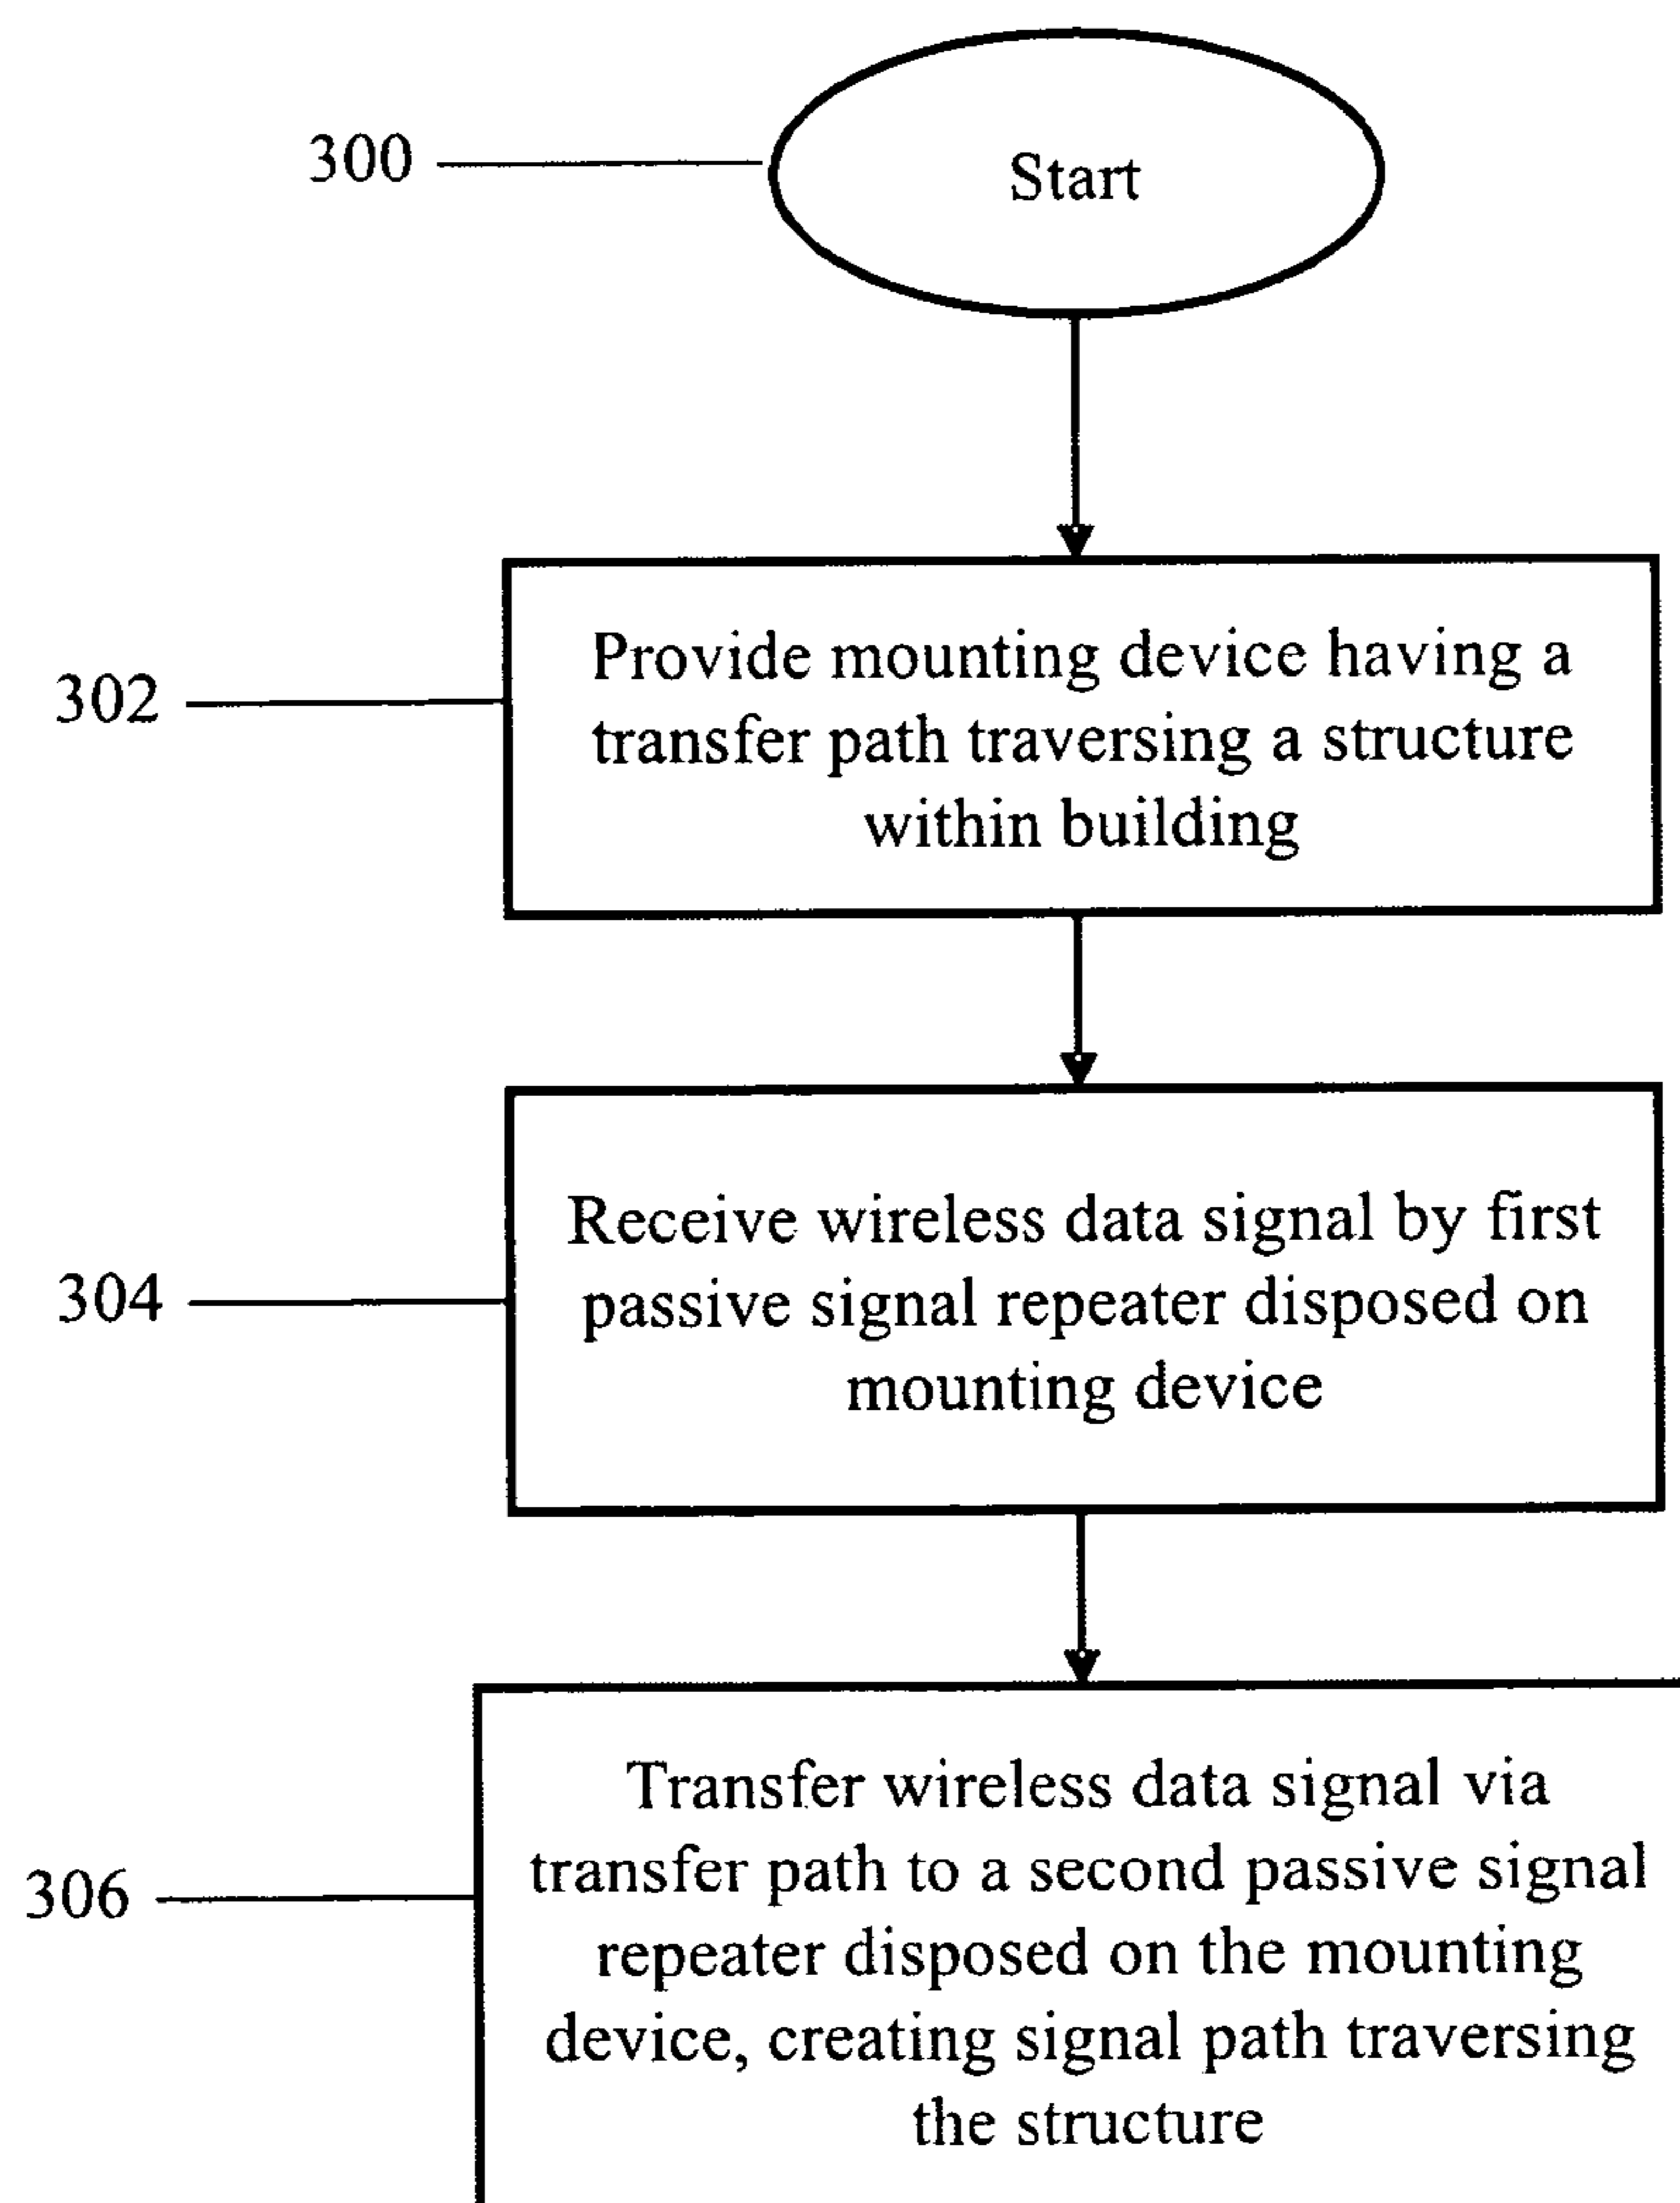 300
Start
302
Provide mounting device having a
transfer path traversing a structure
within building
304
Receive wireless data signal by first
passive signal repeater disposed on
mounting device
306
Transfer wireless data signal via
transfer path to a second passive signal
repeater disposed on the mounting
device, creating signal path traversing
the structure